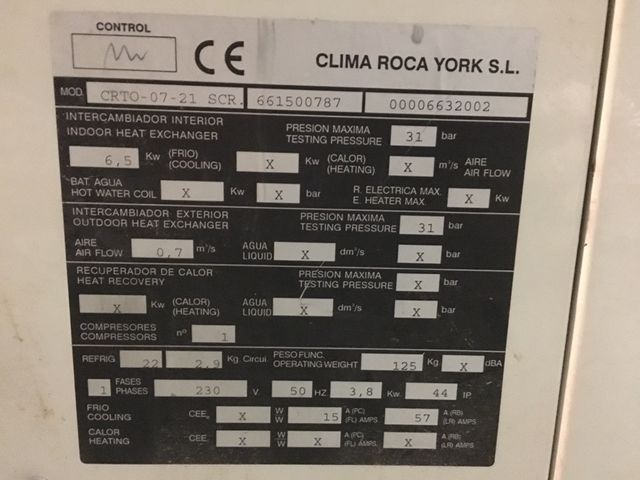 CONTROL
CE
CLIMA ROCA YORK S.L.
MOD. CRTO-07-21 SCR. 661500787 00006632002
INTERCAMBIADOR INTERIOR
INDOOR HEAT EXCHANGER
PRESION MAXIMA
TESTING PRESSURE 31 bar
6,5 Kw (FRIO)
(COOLING) X Kw (CALOR)
(HEATING) X m³/s AIRE
AIR FLOW
BAT. AGUA
HOT WATER COIL X Kw X bar
R. ELECTRICA MAX.
E. HEATER MAX. X Kw
INTERCAMBIADOR EXTERIOR
OUTDOOR HEAT EXCHANGER
PRESION MAXIMA
TESTING PRESSURE 31 bar
AIRE
AIR FLOW 0,7 m³/s AGUA
LIQUID X dm³/s X bar
RECUPERADOR DE CALOR
HEAT RECOVERY
PRESION MAXIMA
TESTING PRESSURE X bar
X Kw (CALOR)
(HEATING) AGUA
LIQUID X dm³/s X bar
COMPRESORES
COMPRESSORS nº 1
REFRIG 22 2,9 Kg. Circui. PESO FUNC.
OPERATING WEIGHT 125 Kg X dBA
1 FASES
PHASES 230 V. 50 HZ 3,8 Kw. 44 IP.
FRIO
COOLING CEE. X W
W 15 A (PC)
(FL) AMPS 57 A (RB)
(LR) AMPS.
CALOR
HEATING CEE. X W
W X A (PC)
(FL) AMPS. X A (RB)
(LR) AMPS.